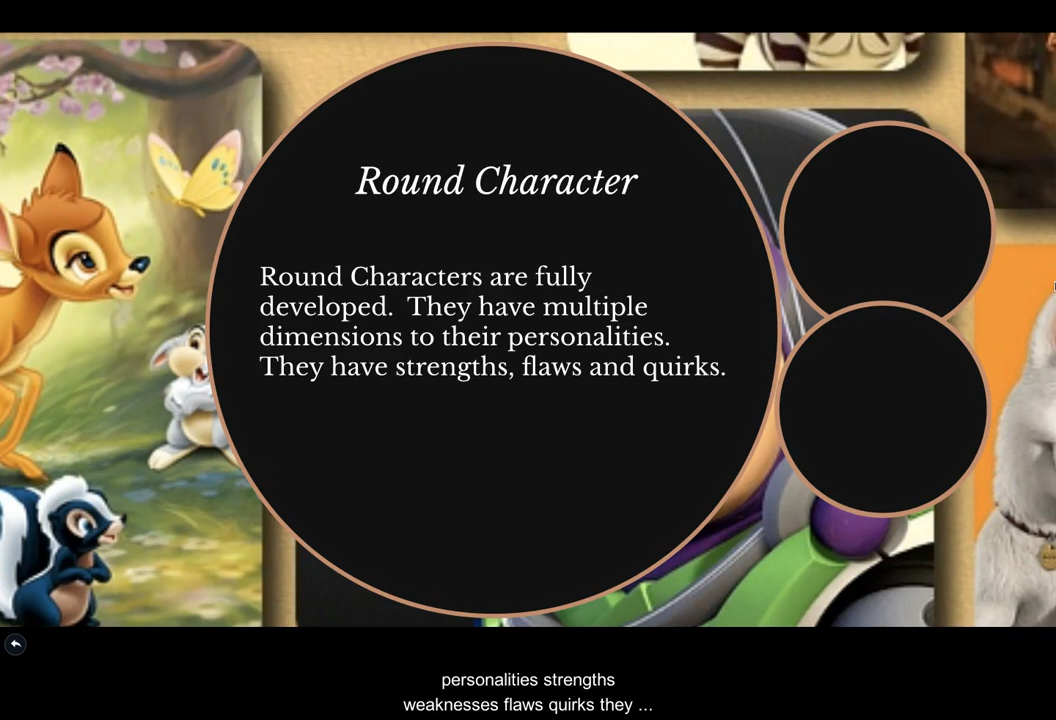 Round Character
Round Characters are fully
developed.  They have multiple
dimensions to their personalities.
They have strengths, flaws and quirks.
personalities strengths
weaknesses flaws quirks they ...